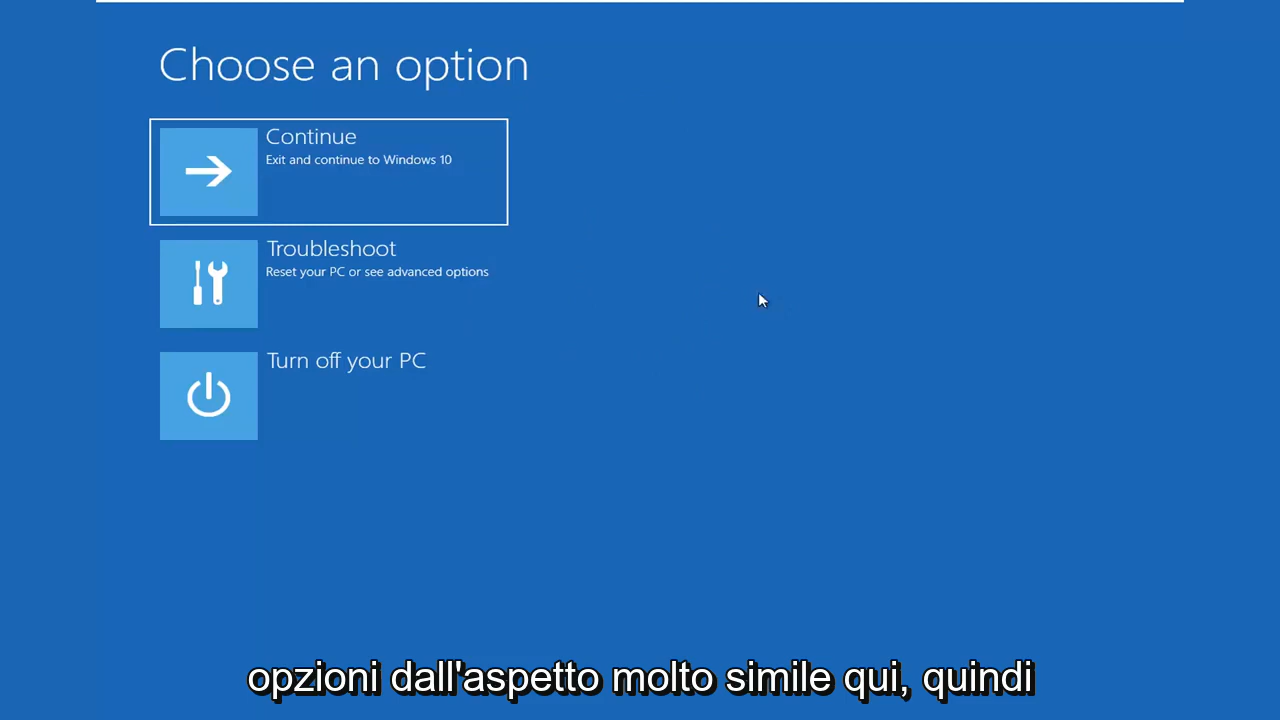 Choose an option
Continue
Exit and continue to Windows 10
Troubleshoot
Reset your PC or see advanced options
Turn off your PC
opzioni dall'aspetto molto simile qui, quindi